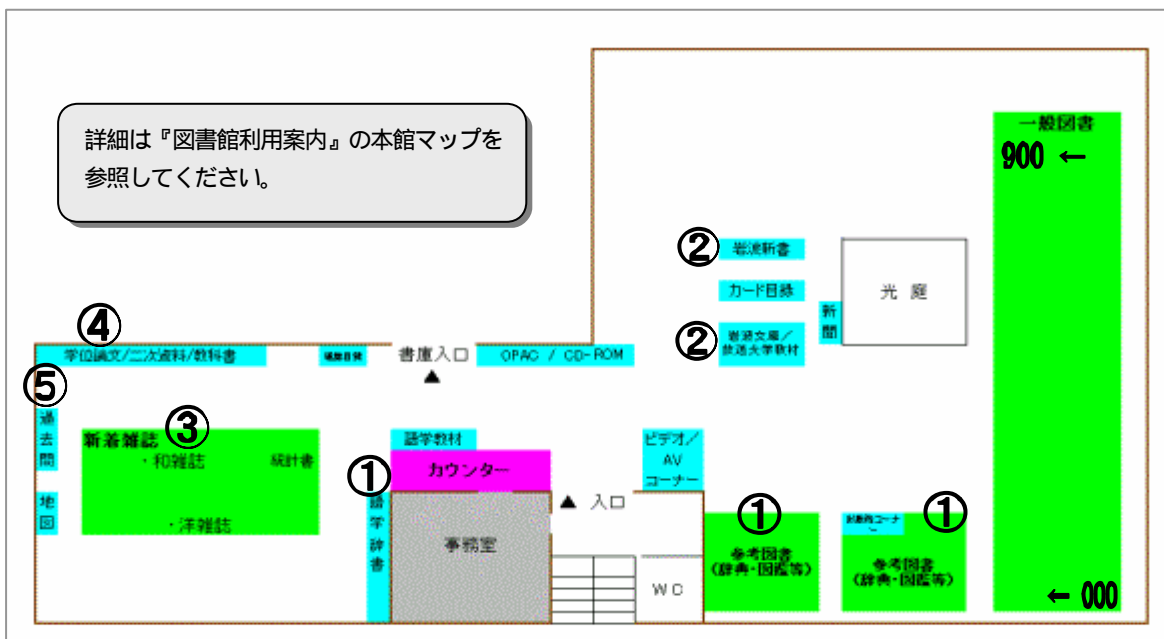 詳細は『図書館利用案内』の本館マップを
参照してください。
一般図書
900 ←
② 岩波新書
カード目録
新聞
光庭
② 岩波文庫／
放送大学教材
④
学位論文/二次資料/教科書
書庫入口
▲
OPAC / CD-ROM
⑤
過去問
地図
新着雑誌 ③
・和雑誌
統計書
・洋雑誌
語学教材
カウンター
①
語学辞書
事務室
▲ 入口
ビデオ／
AV
コーナー
WC
①
参考図書
(辞典・図鑑等)
①
参考図書
(辞典・図鑑等)
← 000